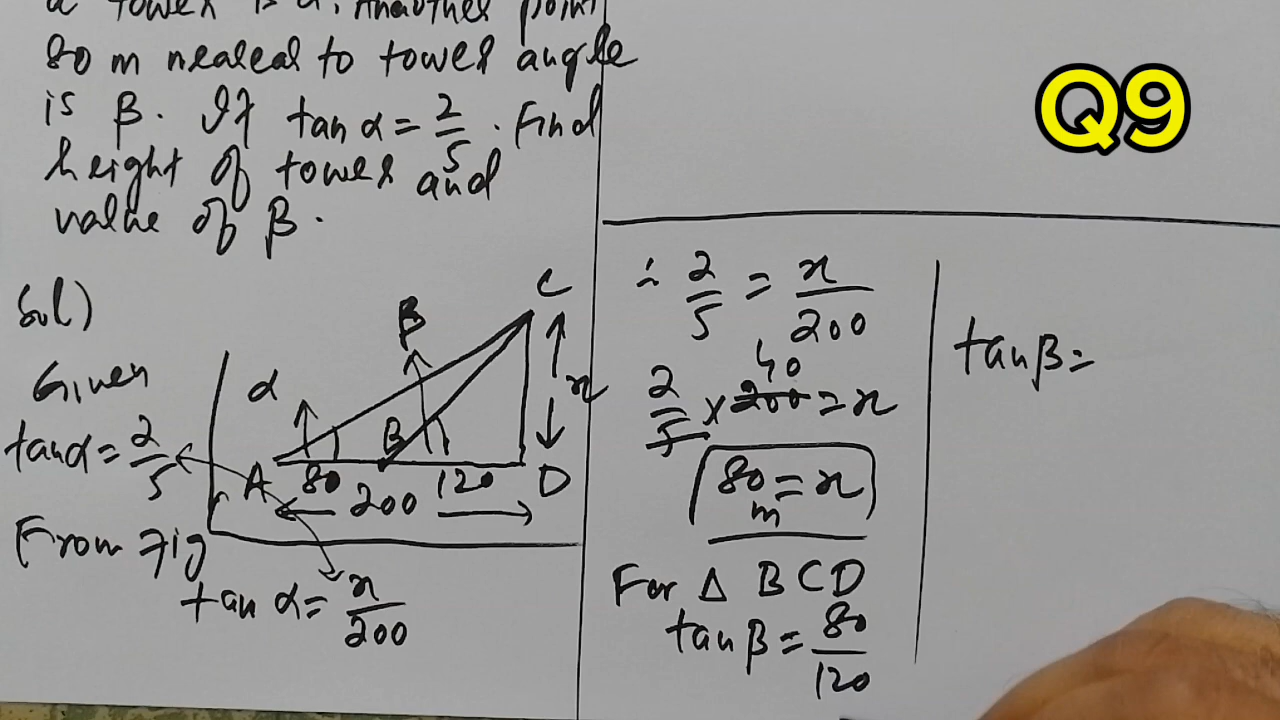 a tower is α. Another point
80 m nearer to tower angle
is β. If tan α = 2/5 . Find
height of tower and
value of β.
Q9
Sol)
Given
tanα = 2/5
From fig
tan α = x/200
α
β
C
x
A
80
B
120
D
200
∴ 2/5 = x/200
2/5 × 200 = x
40
80 = x
m
For Δ BCD
tan β = 80/120
tanβ =